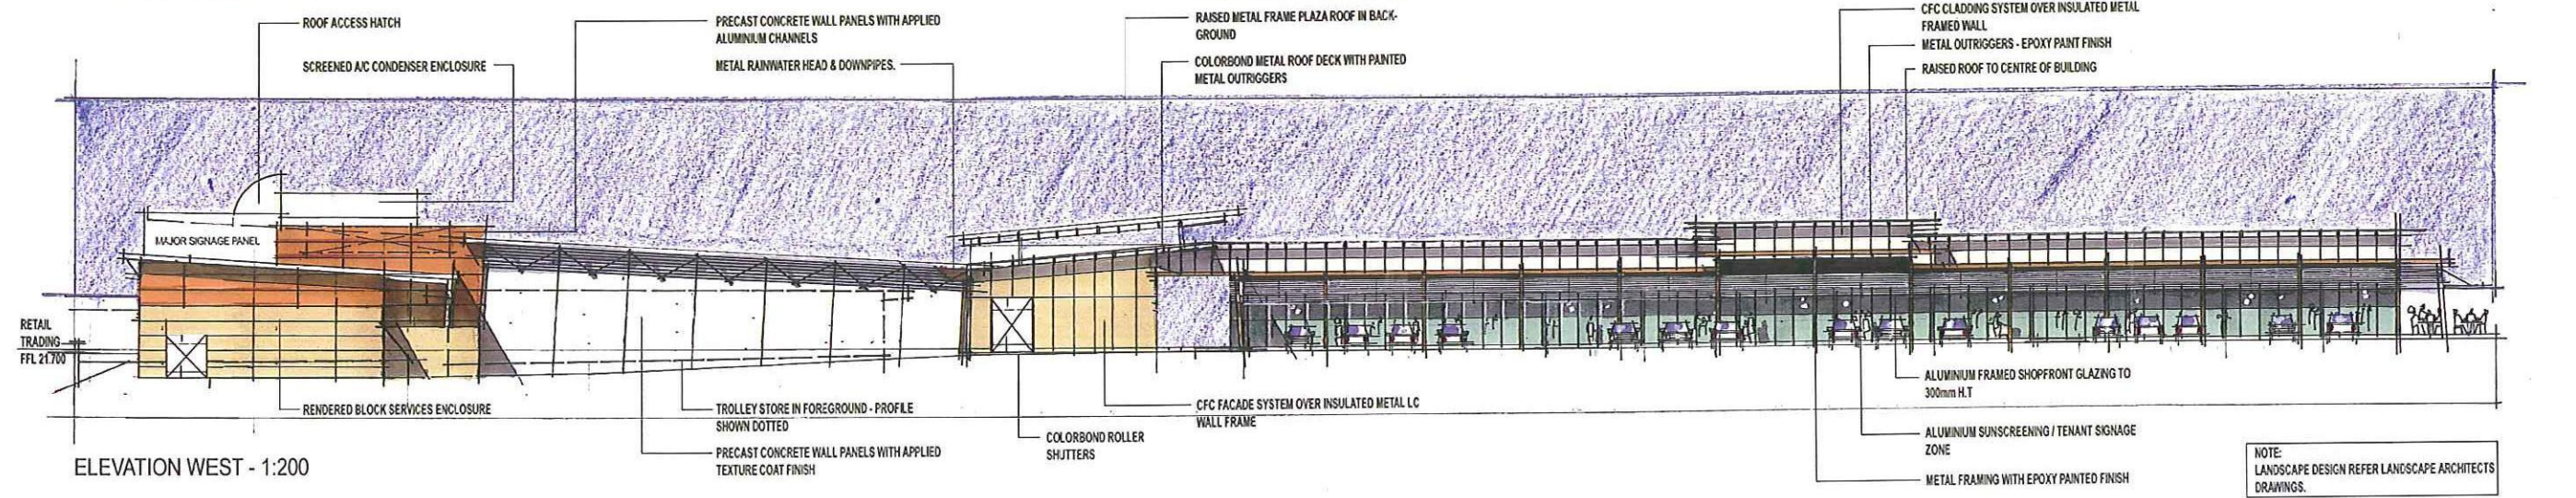 ROOF ACCESS HATCH
SCREENED A/C CONDENSER ENCLOSURE
PRECAST CONCRETE WALL PANELS WITH APPLIED
ALUMINIUM CHANNELS
METAL RAINWATER HEAD & DOWNPIPES.
RAISED METAL FRAME PLAZA ROOF IN BACK-
GROUND
COLORBOND METAL ROOF DECK WITH PAINTED
METAL OUTRIGGERS
CFC CLADDING SYSTEM OVER INSULATED METAL
FRAMED WALL
METAL OUTRIGGERS - EPOXY PAINT FINISH
RAISED ROOF TO CENTRE OF BUILDING
MAJOR SIGNAGE PANEL
RETAIL
TRADING
FFL 21.700
RENDERED BLOCK SERVICES ENCLOSURE
TROLLEY STORE IN FOREGROUND - PROFILE
SHOWN DOTTED
PRECAST CONCRETE WALL PANELS WITH APPLIED
TEXTURE COAT FINISH
COLORBOND ROLLER
SHUTTERS
CFC FACADE SYSTEM OVER INSULATED METAL LC
WALL FRAME
ALUMINIUM FRAMED SHOPFRONT GLAZING TO
300mm H.T
ALUMINIUM SUNSCREENING / TENANT SIGNAGE
ZONE
METAL FRAMING WITH EPOXY PAINTED FINISH
ELEVATION WEST - 1:200
NOTE:
LANDSCAPE DESIGN REFER LANDSCAPE ARCHITECTS
DRAWINGS.